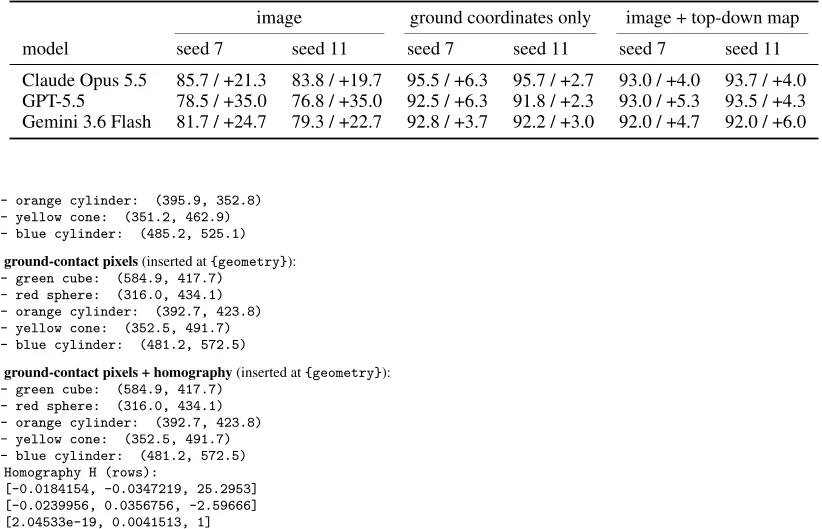 image ground coordinates only image + top-down map
model seed 7 seed 11 seed 7 seed 11 seed 7 seed 11
Claude Opus 5.5 85.7 / +21.3 83.8 / +19.7 95.5 / +6.3 95.7 / +2.7 93.0 / +4.0 93.7 / +4.0
GPT-5.5 78.5 / +35.0 76.8 / +35.0 92.5 / +6.3 91.8 / +2.3 93.0 / +5.3 93.5 / +4.3
Gemini 3.6 Flash 81.7 / +24.7 79.3 / +22.7 92.8 / +3.7 92.2 / +3.0 92.0 / +4.7 92.0 / +6.0
- orange cylinder: (395.9, 352.8)
- yellow cone: (351.2, 462.9)
- blue cylinder: (485.2, 525.1)
ground-contact pixels (inserted at {geometry}):
- green cube: (584.9, 417.7)
- red sphere: (316.0, 434.1)
- orange cylinder: (392.7, 423.8)
- yellow cone: (352.5, 491.7)
- blue cylinder: (481.2, 572.5)
ground-contact pixels + homography (inserted at {geometry}):
- green cube: (584.9, 417.7)
- red sphere: (316.0, 434.1)
- orange cylinder: (392.7, 423.8)
- yellow cone: (352.5, 491.7)
- blue cylinder: (481.2, 572.5)
Homography H (rows):
[-0.0184154, -0.0347219, 25.2953]
[-0.0239956, 0.0356756, -2.59666]
[2.04533e-19, 0.0041513, 1]